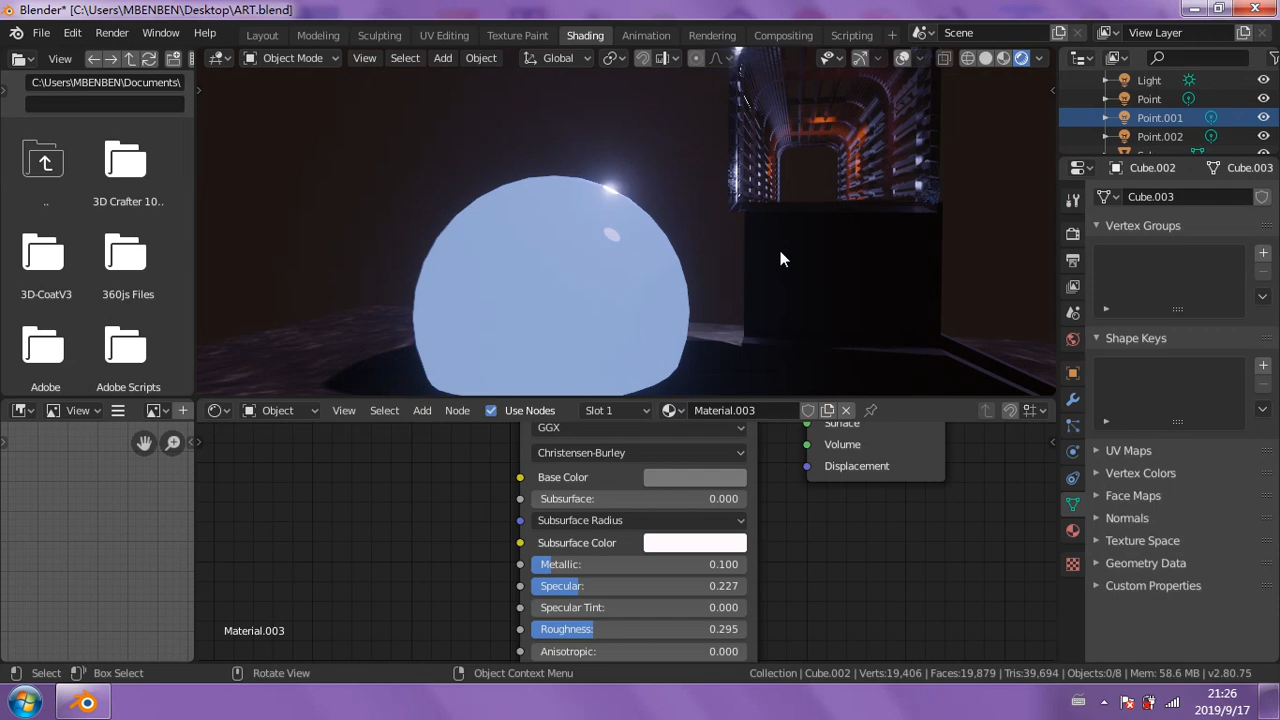 Blender* [C:\Users\MBENBEN\Desktop\ART.blend]
File Edit Render Window Help Layout Modeling Sculpting UV Editing Texture Paint Shading Animation Rendering Compositing Scripting Scene View Layer
View Object Mode View Select Add Object Global
C:\Users\MBENBEN\Documents\
..
3D Crafter 10...
3D-CoatV3
360js Files
Adobe
Adobe Scripts
Light
Point
Point.001
Point.002
Cube.002 Cube.003
Cube.003
Vertex Groups
Shape Keys
UV Maps
Vertex Colors
Face Maps
Normals
Texture Space
Geometry Data
Custom Properties
View Object View Select Add Node Use Nodes Slot 1 Material.003
GGX
Christensen-Burley
Base Color
Subsurface: 0.000
Subsurface Radius
Subsurface Color
Metallic: 0.100
Specular: 0.227
Specular Tint: 0.000
Roughness: 0.295
Anisotropic: 0.000
Surface
Volume
Displacement
Material.003
Select Box Select Rotate View Object Context Menu Collection | Cube.002 | Verts:19,406 | Faces:19,879 | Tris:39,694 | Objects:0/8 | Mem: 58.6 MB | v2.80.75
21:26
2019/9/17